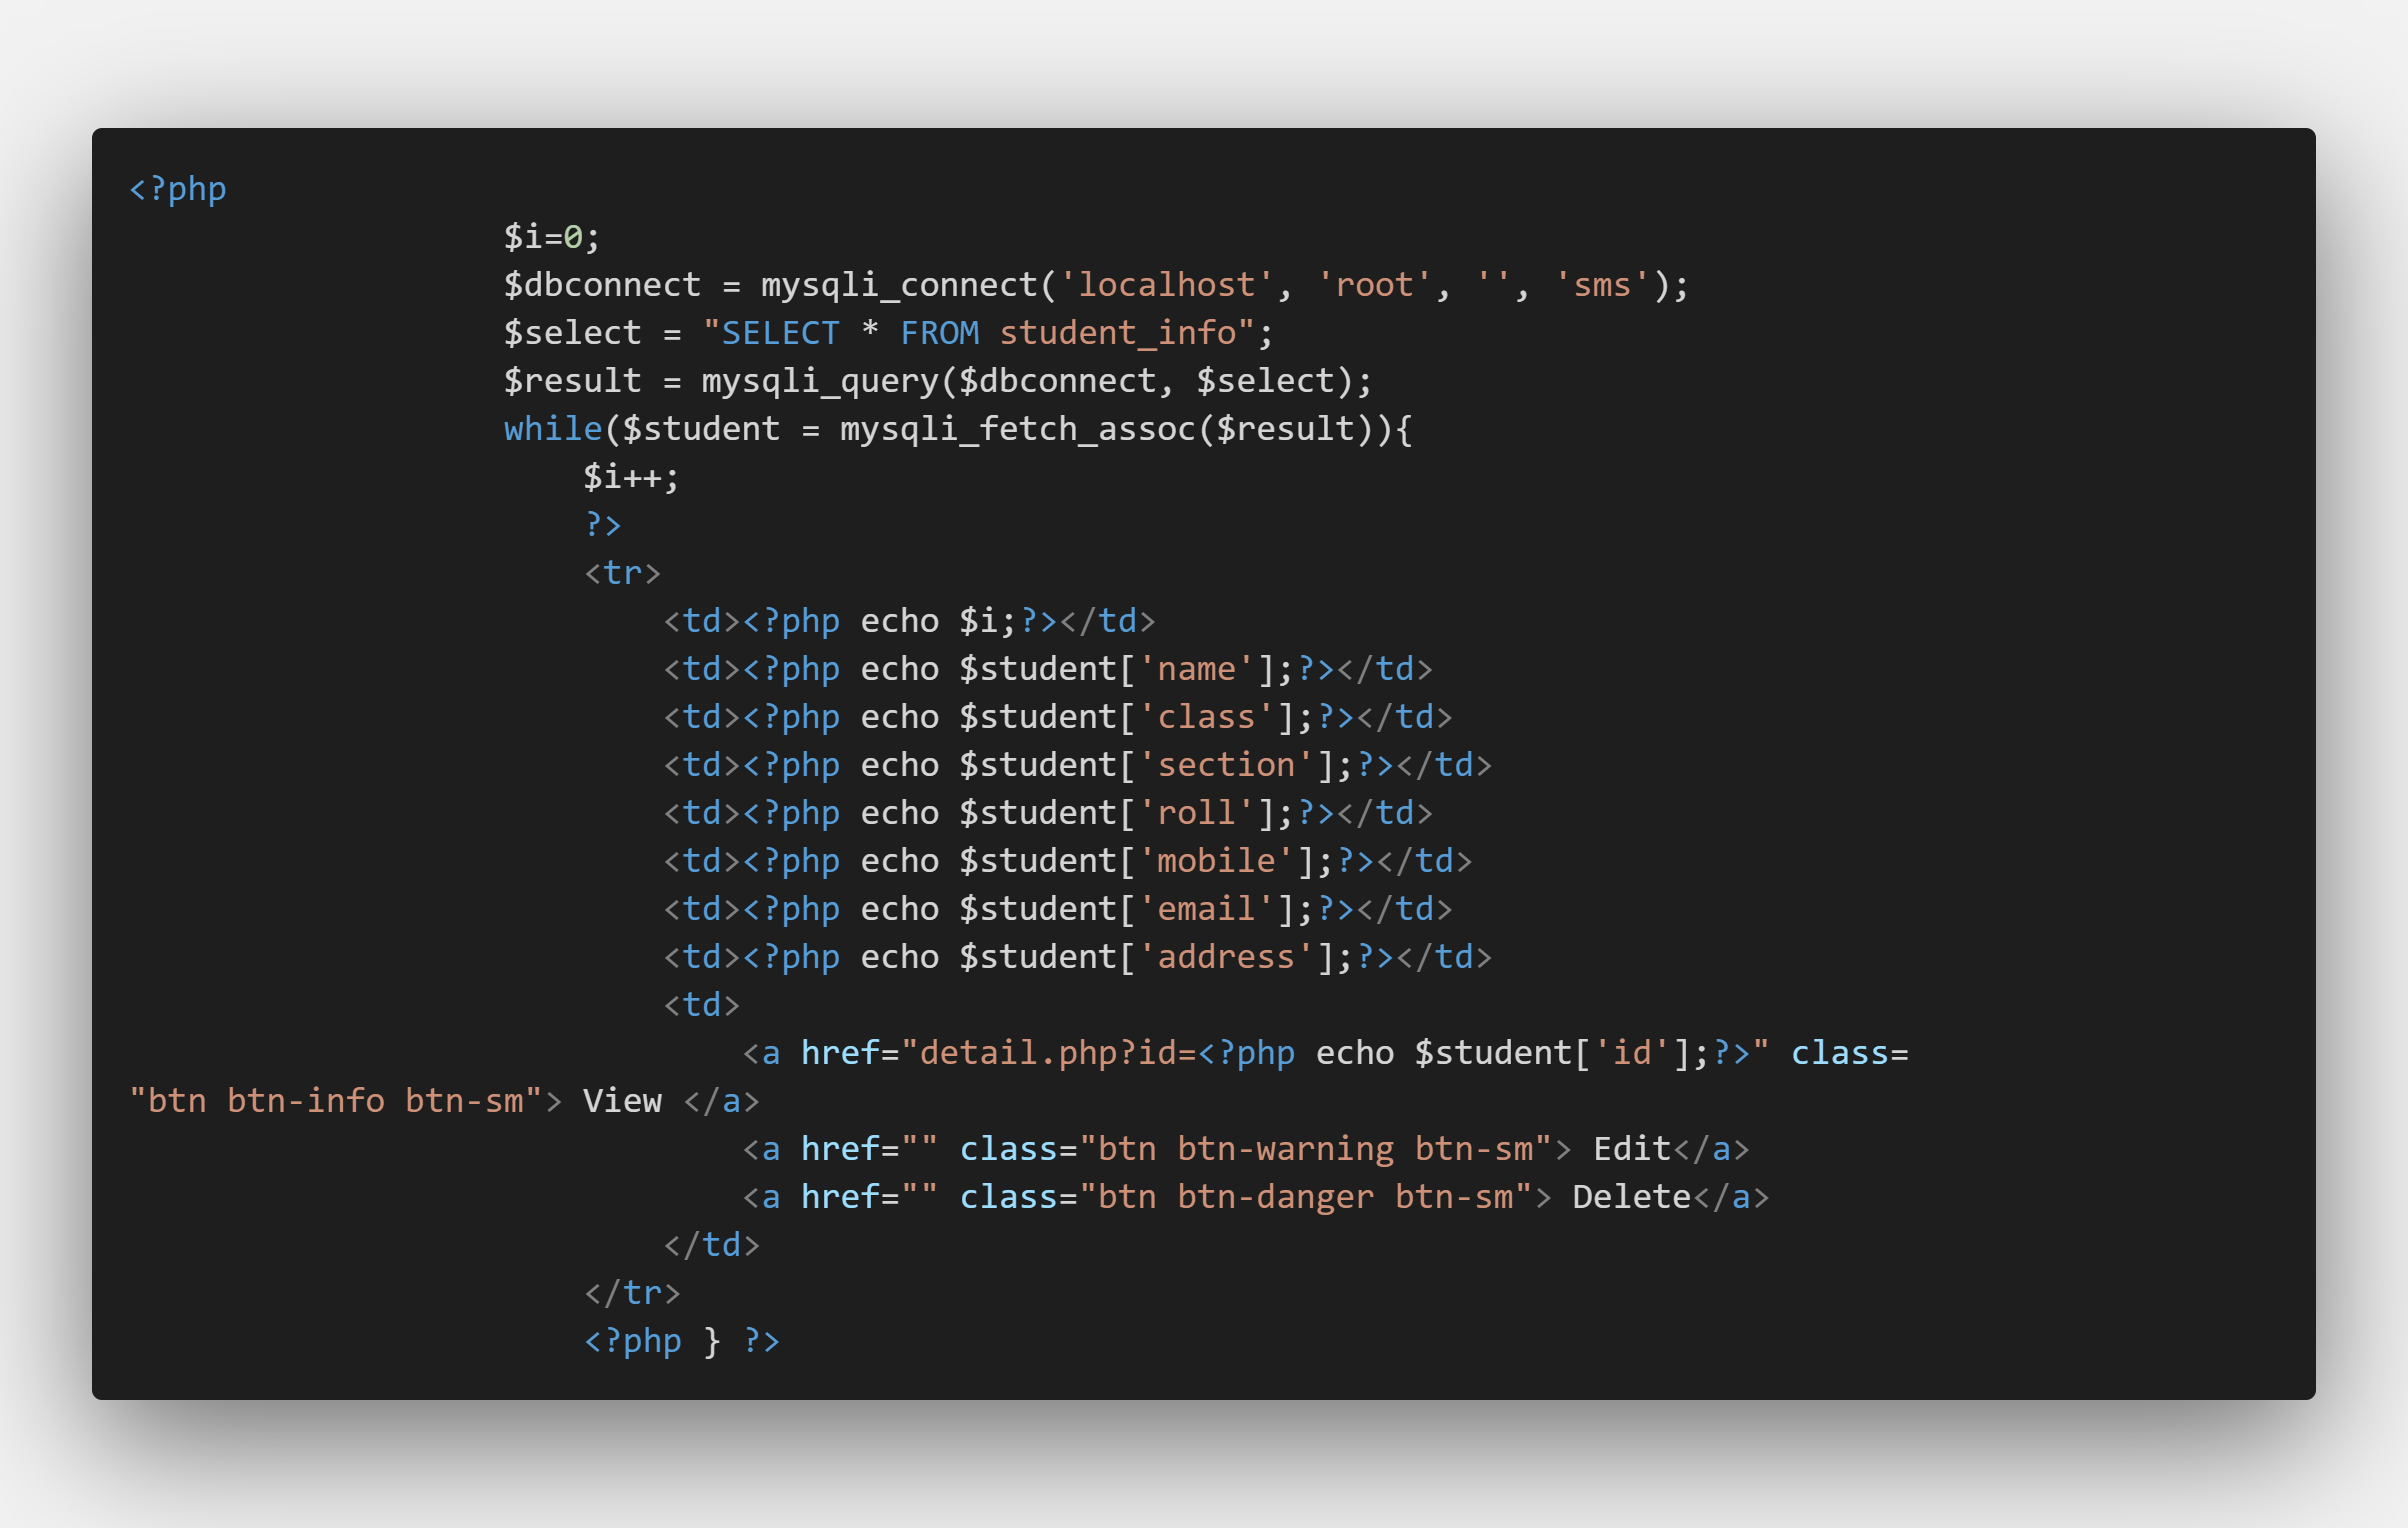 <?php
$i=0;
$dbconnect = mysqli_connect('localhost', 'root', '', 'sms');
$select = "SELECT * FROM student_info";
$result = mysqli_query($dbconnect, $select);
while($student = mysqli_fetch_assoc($result)){
$i++;
?>
<tr>
<td><?php echo $i;?></td>
<td><?php echo $student['name'];?></td>
<td><?php echo $student['class'];?></td>
<td><?php echo $student['section'];?></td>
<td><?php echo $student['roll'];?></td>
<td><?php echo $student['mobile'];?></td>
<td><?php echo $student['email'];?></td>
<td><?php echo $student['address'];?></td>
<td>
<a href="detail.php?id=<?php echo $student['id'];?>" class=
"btn btn-info btn-sm"> View </a>
<a href="" class="btn btn-warning btn-sm"> Edit</a>
<a href="" class="btn btn-danger btn-sm"> Delete</a>
</td>
</tr>
<?php } ?>